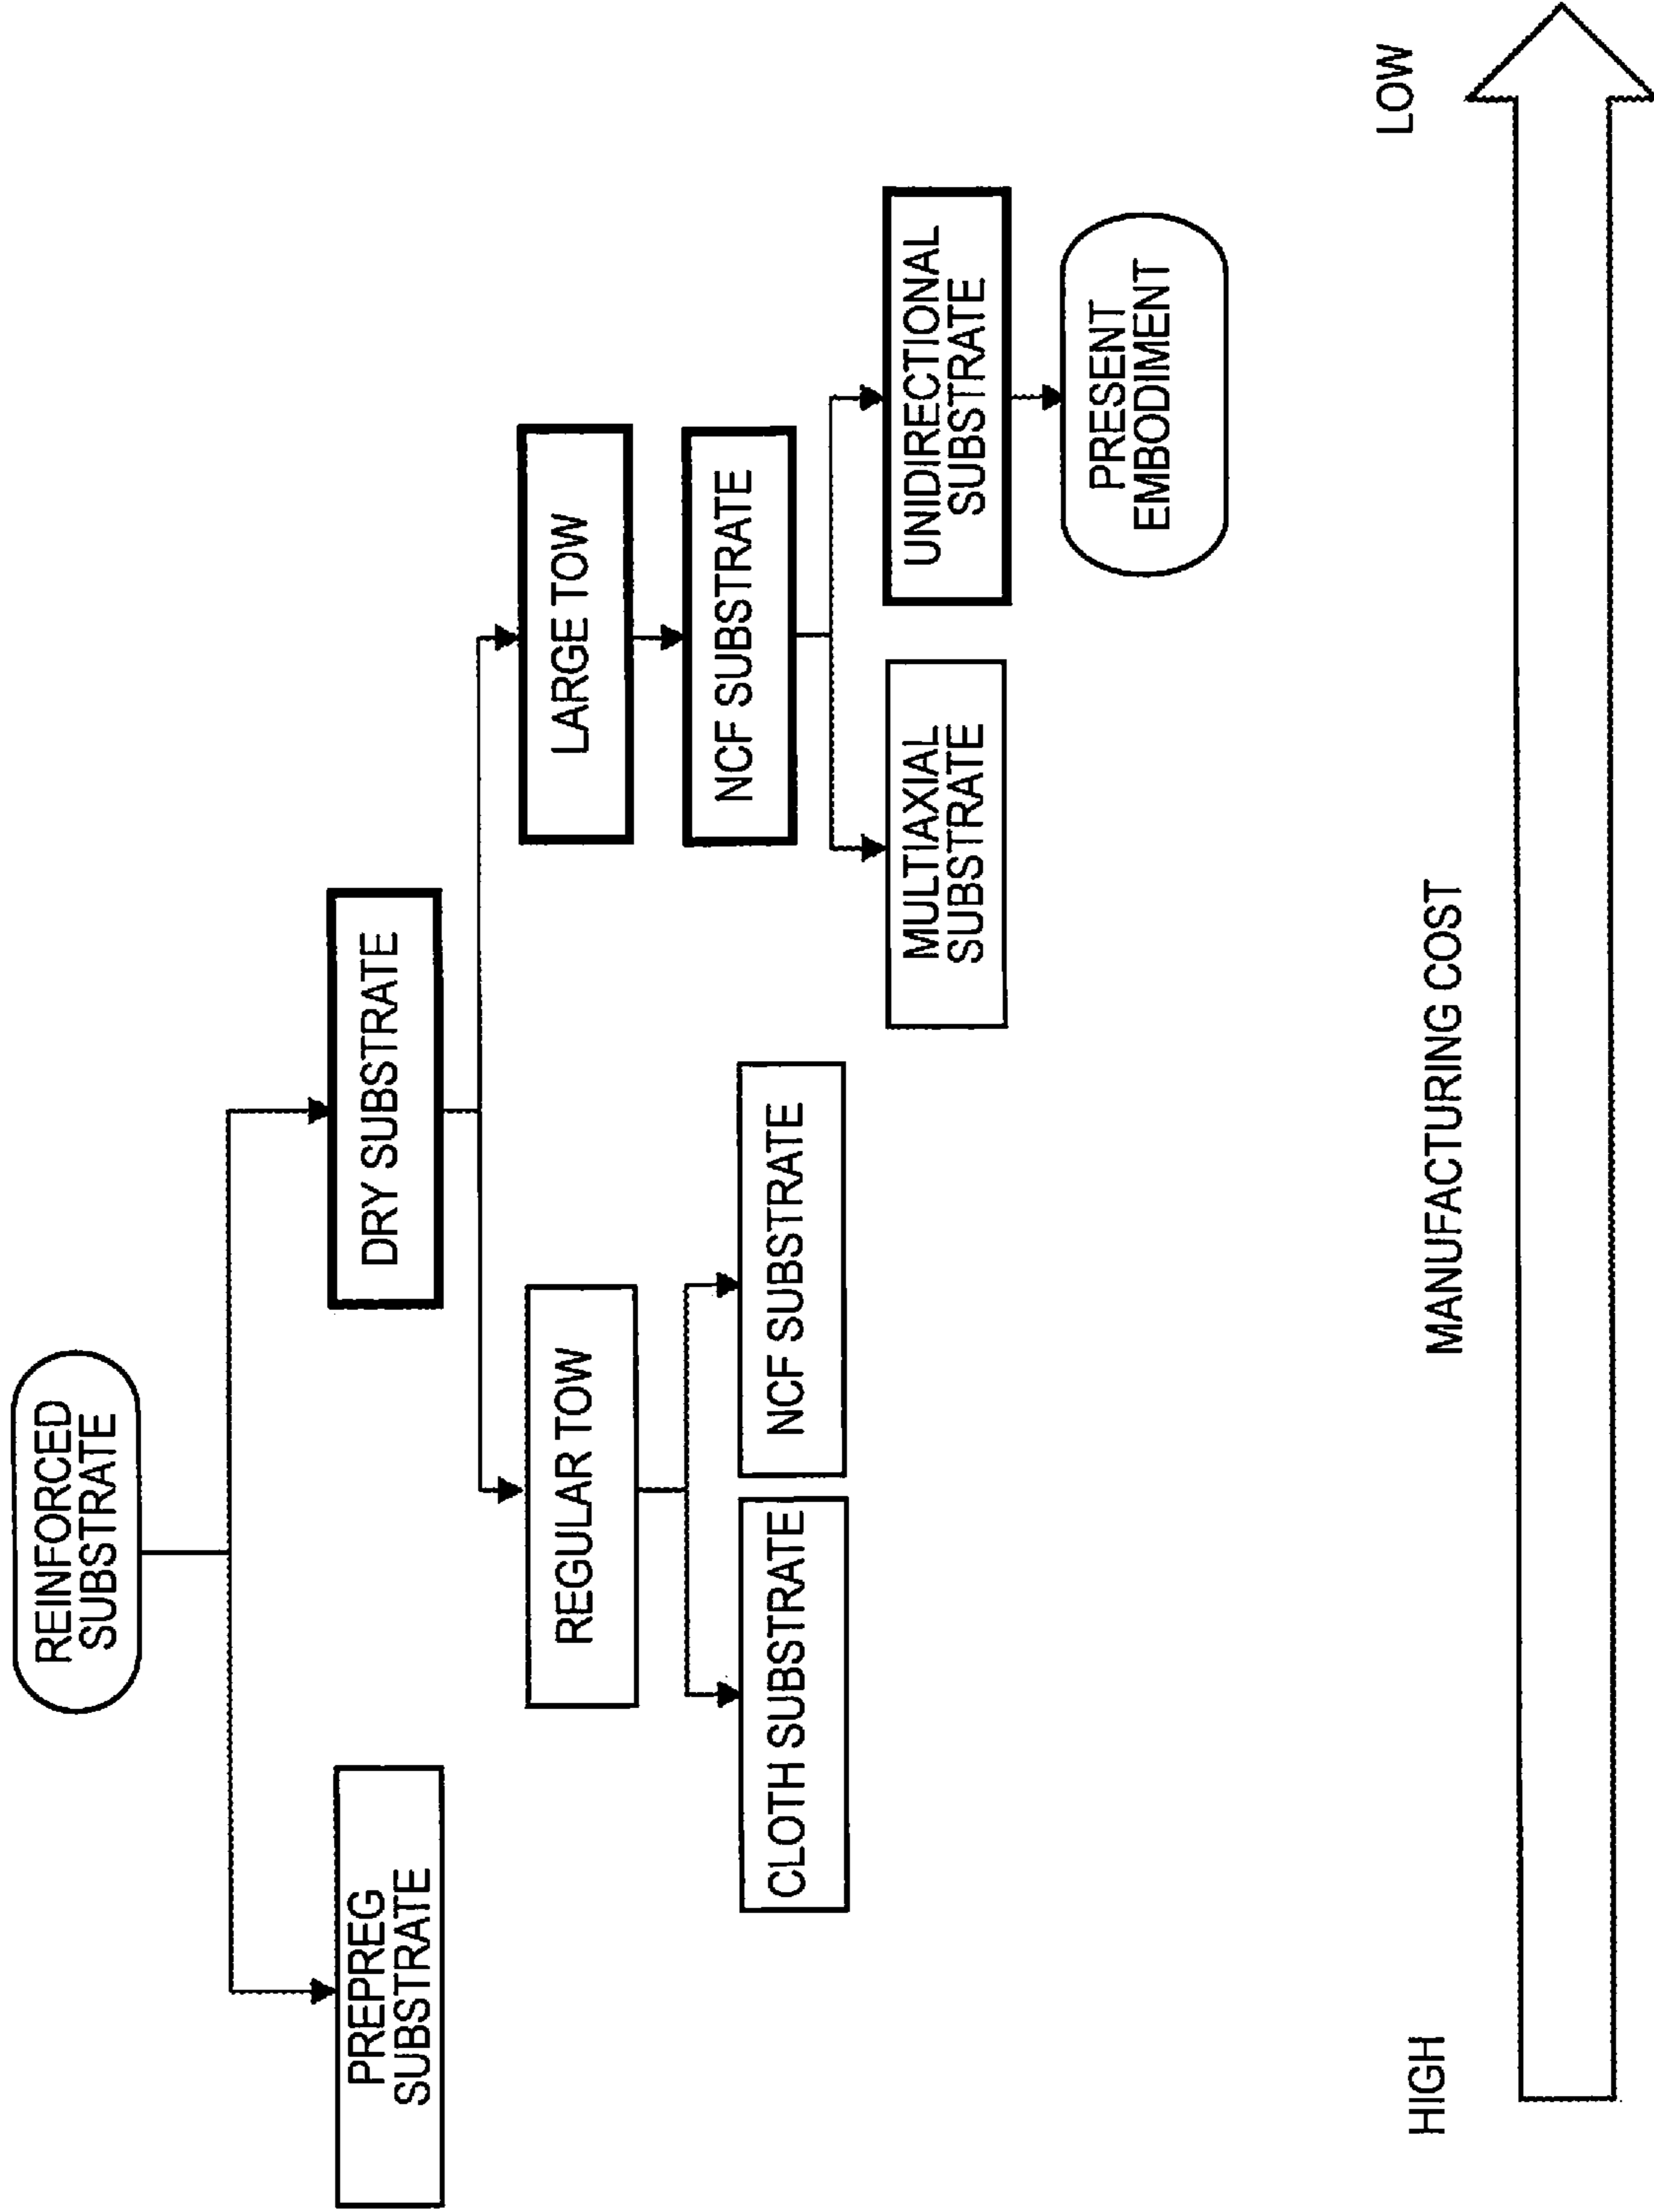 REINFORCED
SUBSTRATE
PREPREG
SUBSTRATE
DRY SUBSTRATE
REGULAR TOW
LARGE TOW
CLOTH SUBSTRATE
NCF SUBSTRATE
NCF SUBSTRATE
MULTIAXIAL
SUBSTRATE
UNIDIRECTIONAL
SUBSTRATE
PRESENT
EMBODIMENT
HIGH
MANUFACTURING COST
LOW